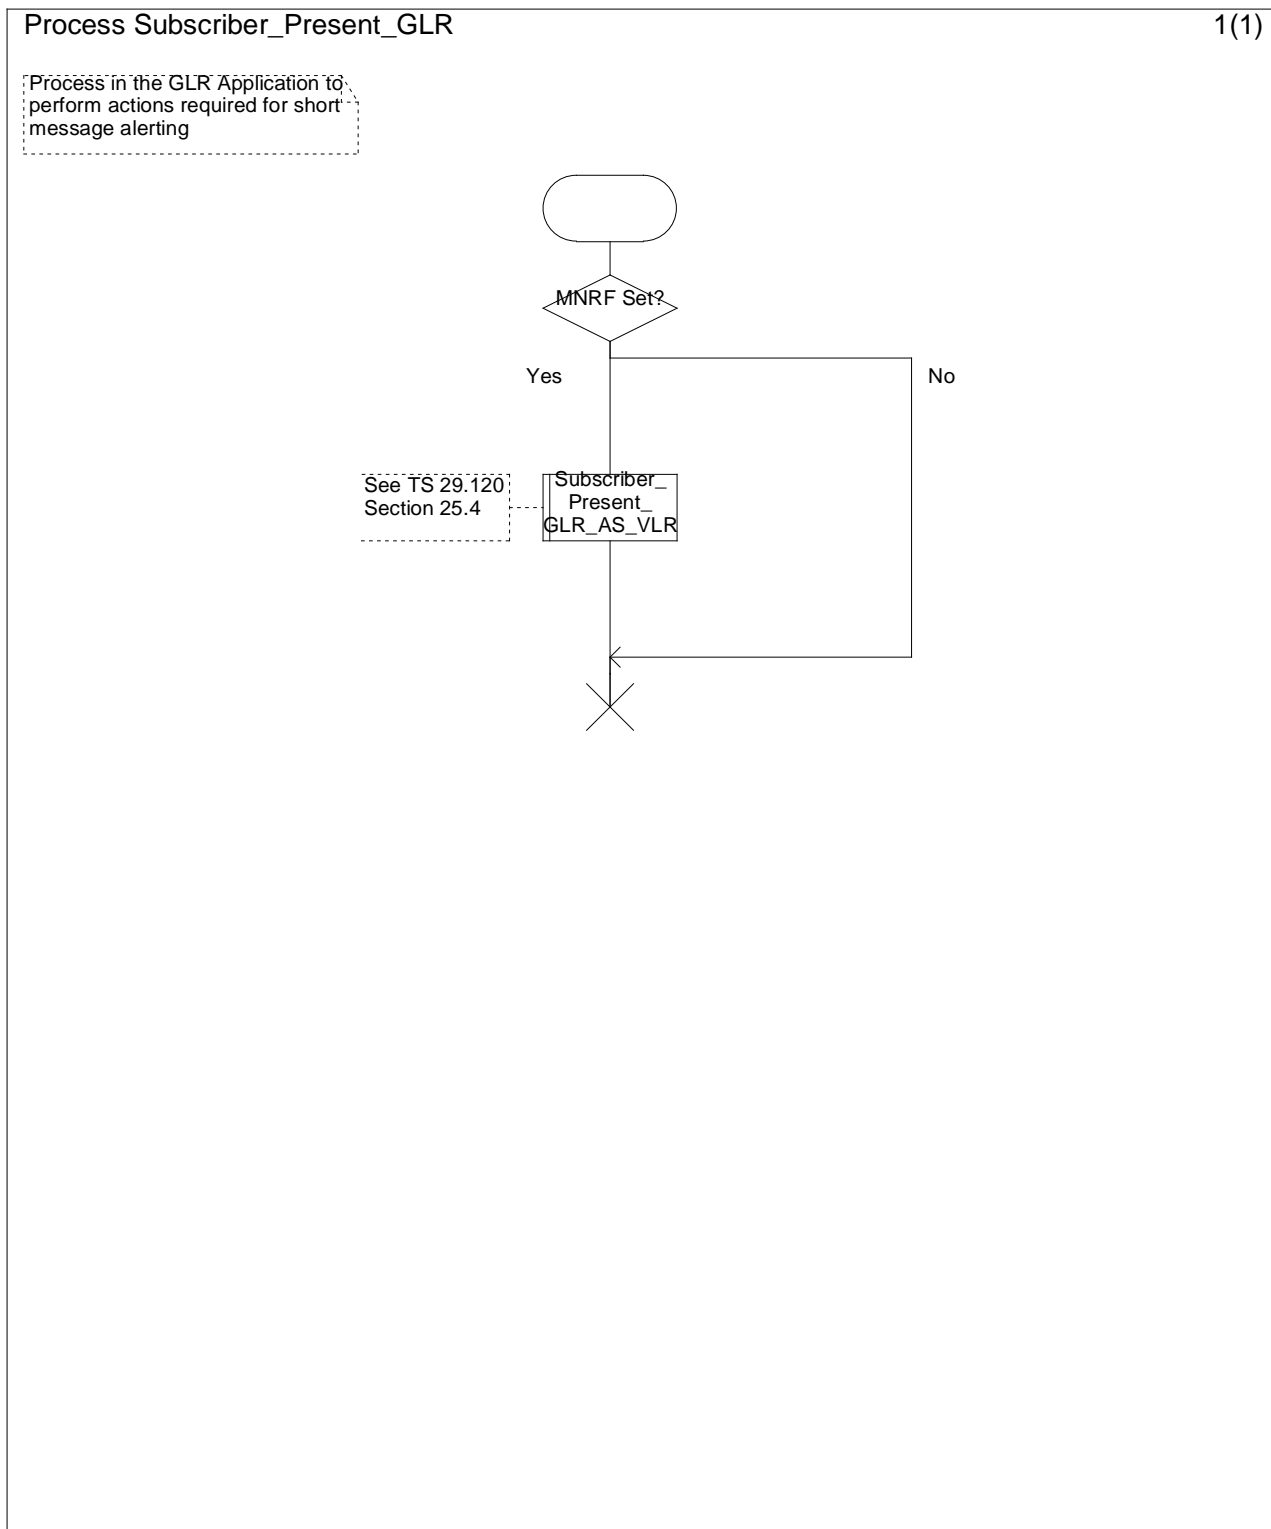 Process Subscriber_Present_GLR
1(1)
Process in the GLR Application to
perform actions required for short
message alerting
MNRF Set?
Yes
No
See TS 29.120
Section 25.4
Subscriber_
Present_
GLR_AS_VLR